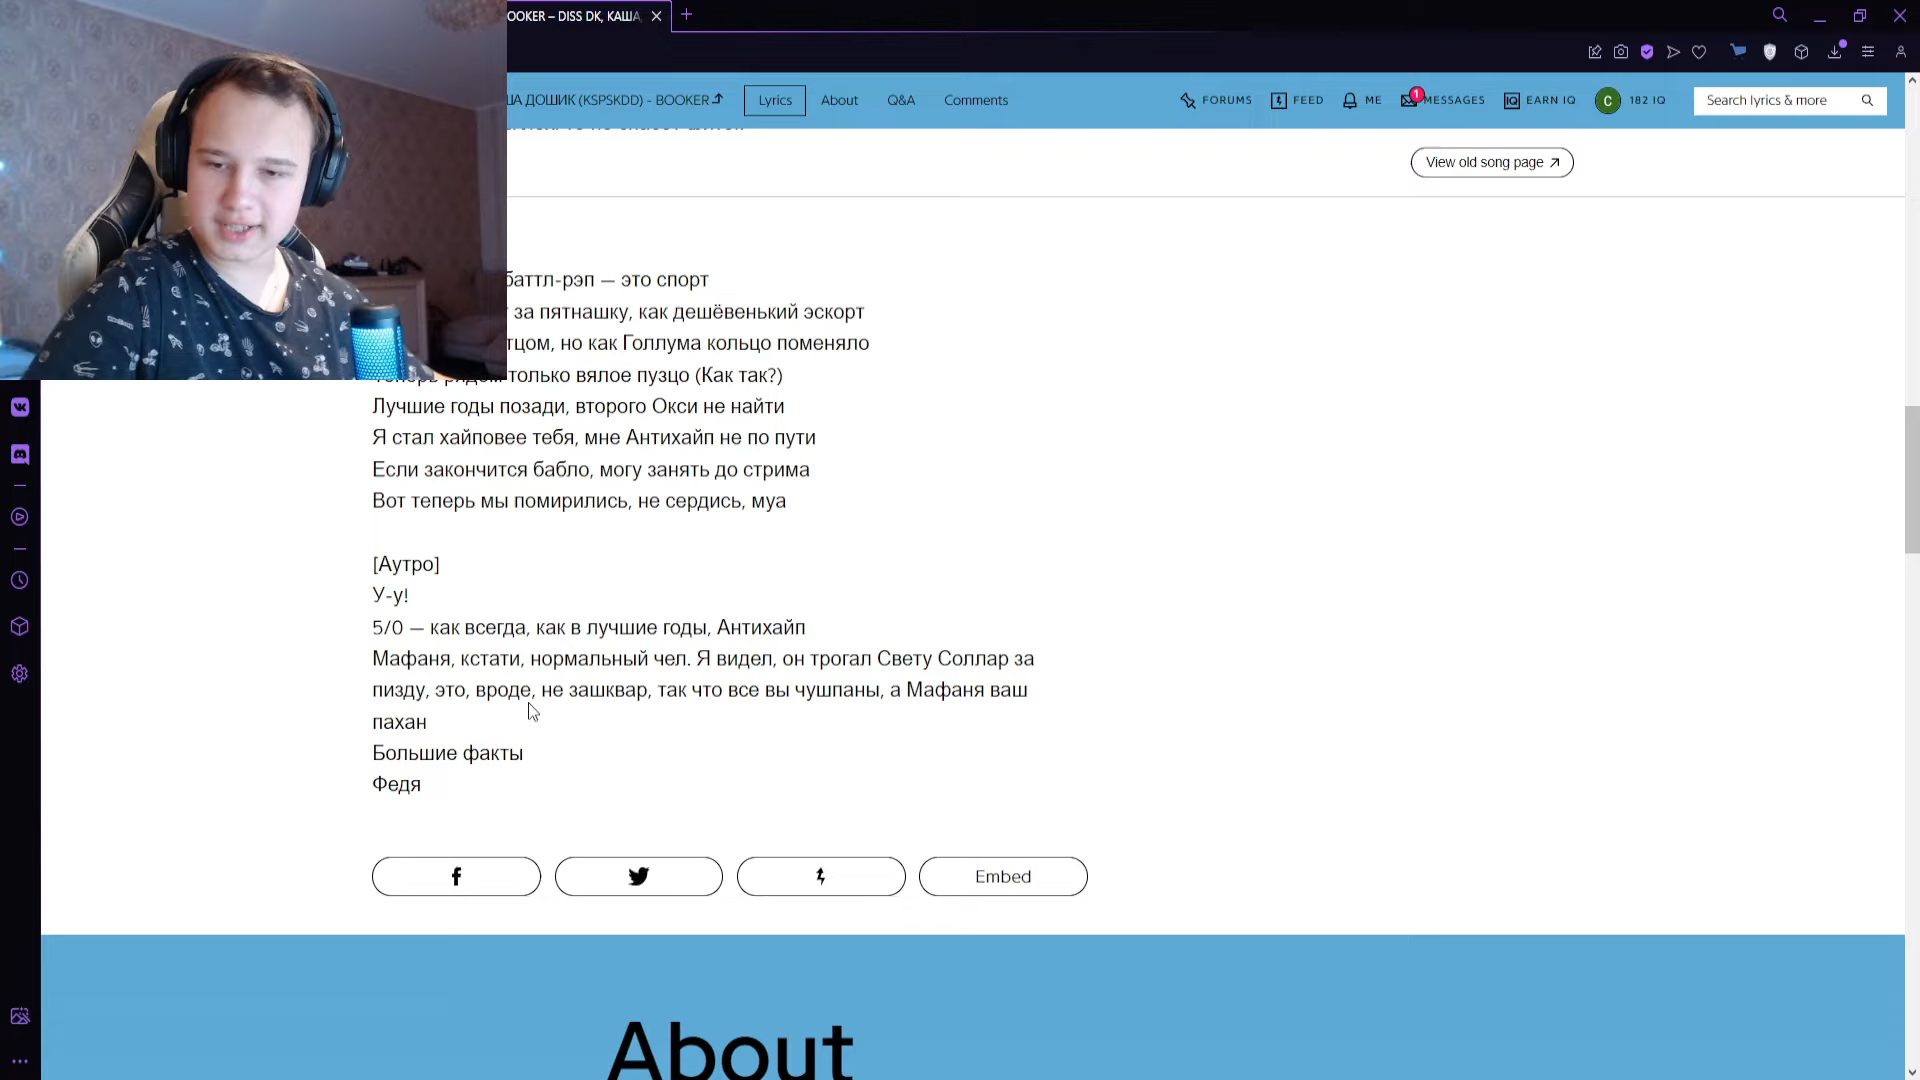 OOKER – DISS DK, КАША,
ДОШИК (KSPSKDD) - BOOKER
Lyrics
About
Q&A
Comments
FORUMS
FEED
ME
1
MESSAGES
EARN IQ
C
182 IQ
Search lyrics & more
View old song page
баттл-рэп — это спорт
за пятнашку, как дешёвенький эскорт
тцом, но как Голлума кольцо поменяло
Теперь рядом только вялое пузцо (Как так?)
Лучшие годы позади, второго Окси не найти
Я стал хайповее тебя, мне Антихайп не по пути
Если закончится бабло, могу занять до стрима
Вот теперь мы помирились, не сердись, муа
[Аутро]
У-у!
5/0 — как всегда, как в лучшие годы, Антихайп
Мафаня, кстати, нормальный чел. Я видел, он трогал Свету Соллар за
пизду, это, вроде, не зашквар, так что все вы чушпаны, а Мафаня ваш
пахан
Большие факты
Федя
Embed
About